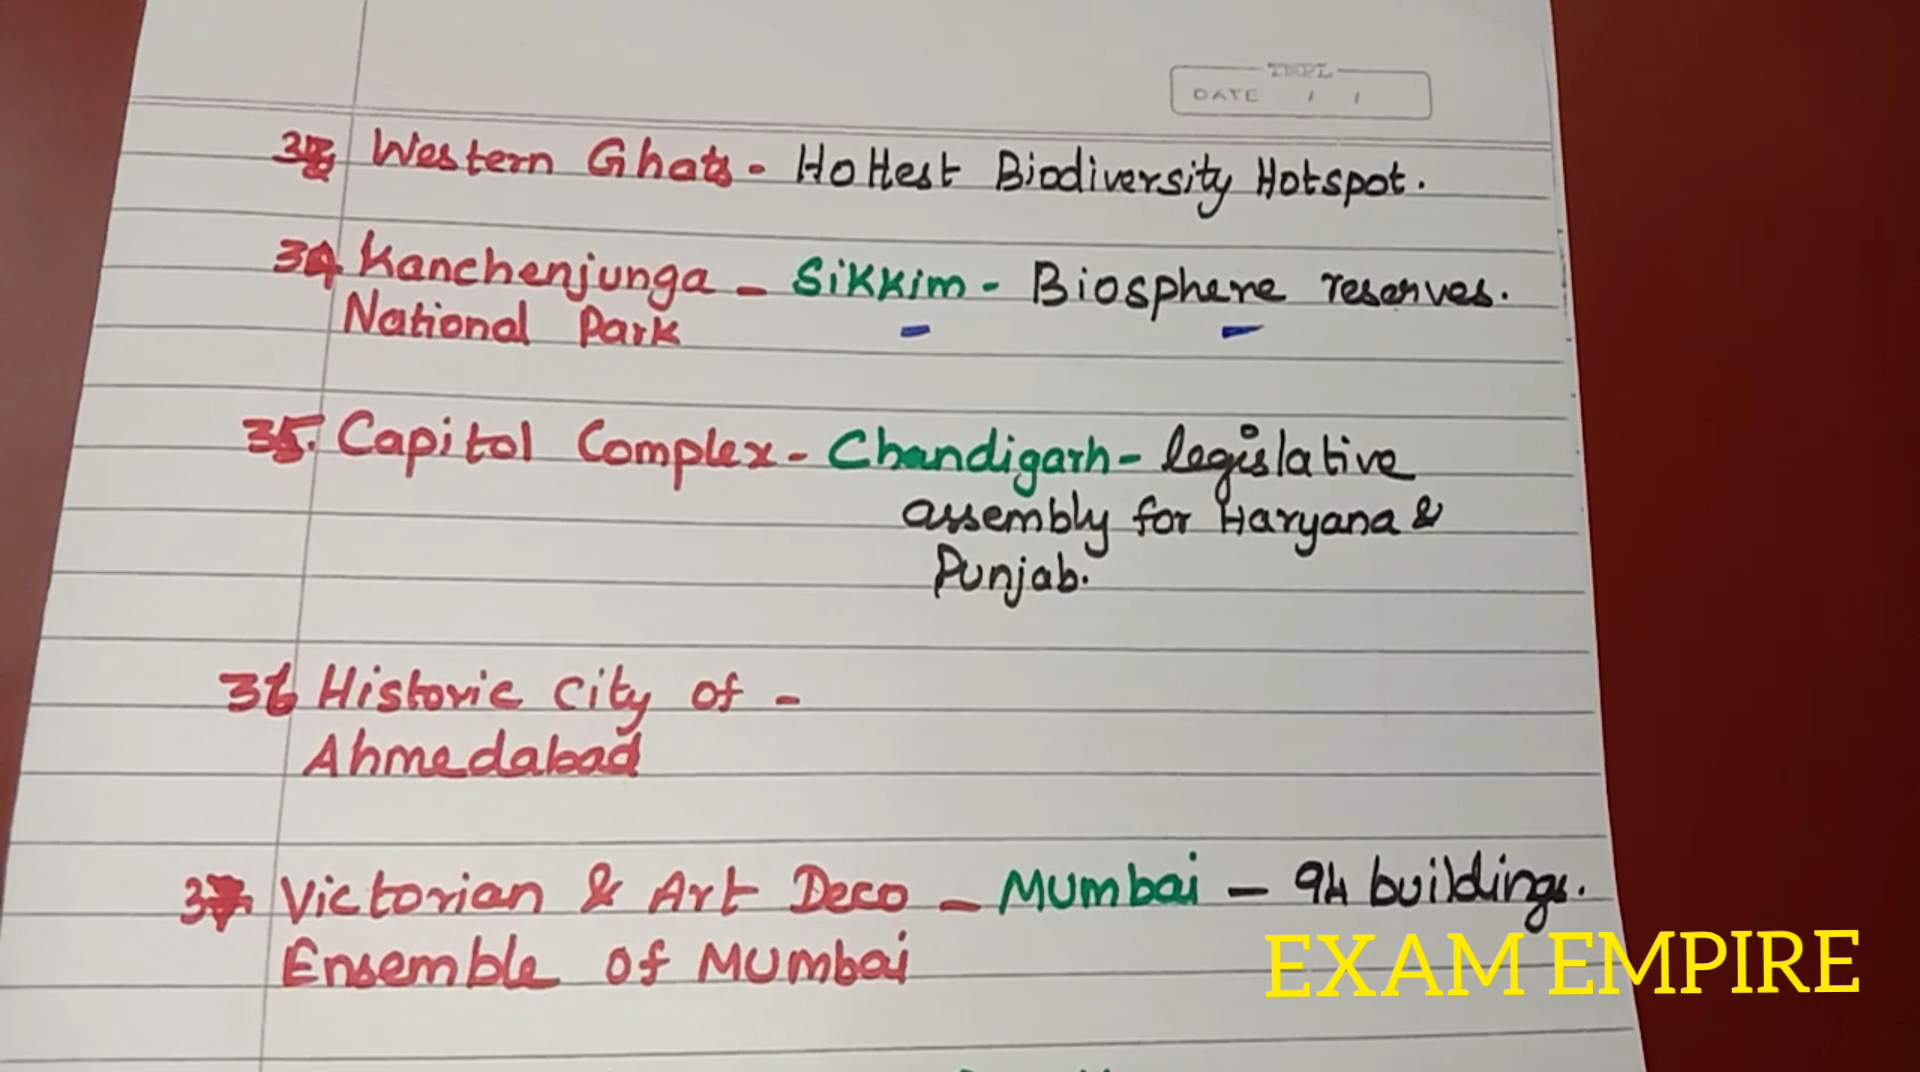 TBPL
DATE / /
33 Western Ghats - Hottest Biodiversity Hotspot.
34 Kanchenjunga - Sikkim - Biosphere reserves.
National Park
35. Capitol Complex - Chandigarh - legislative
assembly for Haryana &
Punjab.
36 Historic City of -
Ahmedabad
37. Victorian & Art Deco - Mumbai - 94 buildings.
Ensemble of Mumbai
EXAM EMPIRE